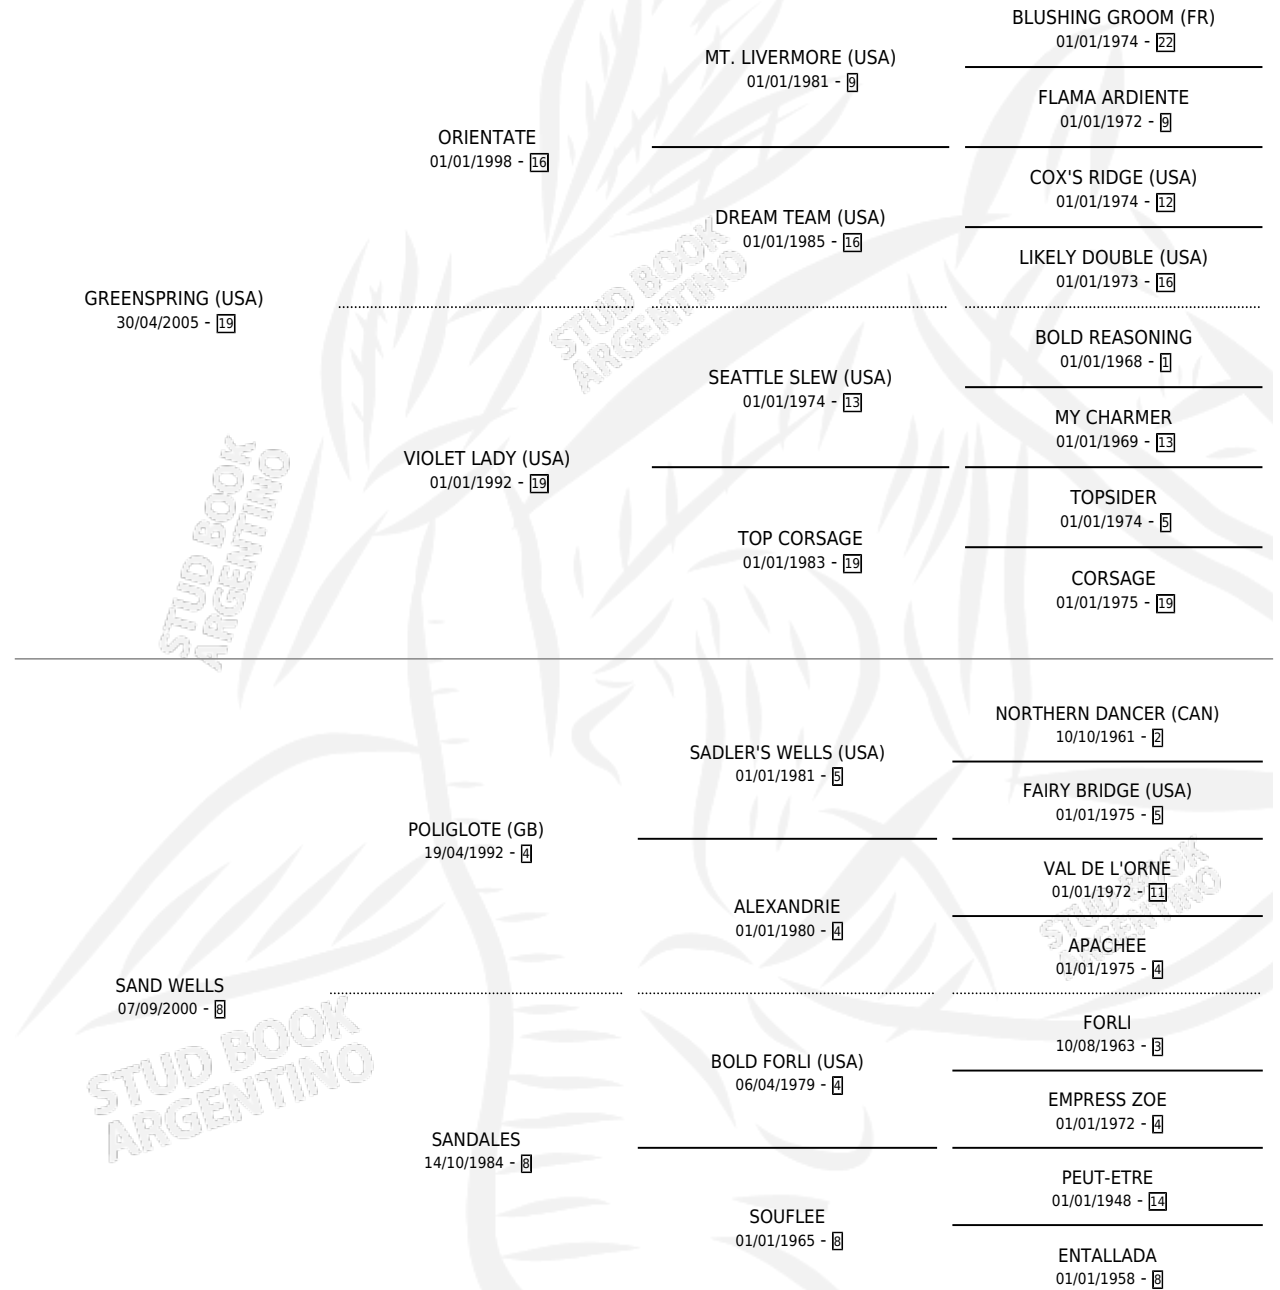 BLUSHING GROOM (FR)
01/01/1974 - 22
MT. LIVERMORE (USA)
01/01/1981 - 9
FLAMA ARDIENTE
01/01/1972 - 9
ORIENTATE
01/01/1998 - 16
COX'S RIDGE (USA)
01/01/1974 - 12
DREAM TEAM (USA)
01/01/1985 - 16
LIKELY DOUBLE (USA)
01/01/1973 - 16
GREENSPRING (USA)
30/04/2005 - 19
BOLD REASONING
01/01/1968 - 1
SEATTLE SLEW (USA)
01/01/1974 - 13
MY CHARMER
01/01/1969 - 13
VIOLET LADY (USA)
01/01/1992 - 19
TOPSIDER
01/01/1974 - 5
TOP CORSAGE
01/01/1983 - 19
CORSAGE
01/01/1975 - 19
STUD BOOK
ARGENTINO
STUD BOOK
ARGENTINO
NORTHERN DANCER (CAN)
10/10/1961 - 2
SADLER'S WELLS (USA)
01/01/1981 - 5
FAIRY BRIDGE (USA)
01/01/1975 - 5
POLIGLOTE (GB)
19/04/1992 - 4
VAL DE L'ORNE
01/01/1972 - 11
ALEXANDRIE
01/01/1980 - 4
APACHEE
01/01/1975 - 4
SAND WELLS
07/09/2000 - 8
FORLI
10/08/1963 - 3
BOLD FORLI (USA)
06/04/1979 - 4
EMPRESS ZOE
01/01/1972 - 4
SANDALES
14/10/1984 - 8
PEUT-ETRE
01/01/1948 - 14
SOUFLEE
01/01/1965 - 8
ENTALLADA
01/01/1958 - 8
STUD BOOK
ARGENTINO
STUD BOOK
ARGENTINO